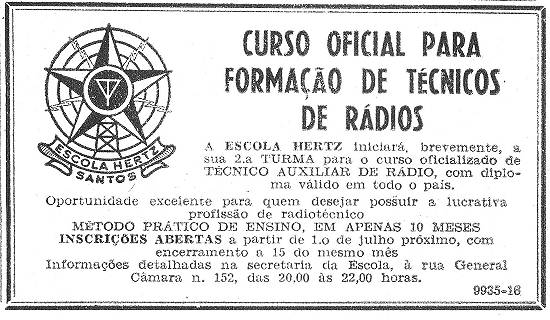 CURSO OFICIAL PARA
FORMAÇÃO DE TÉCNICOS
DE RÁDIOS
ESCOLA HERTZ
SANTOS
A ESCOLA HERTZ iniciará, brevemente, a
sua 2.a TURMA para o curso oficializado de
TÉCNICO AUXILIAR DE RÁDIO, com diplo-
ma válido em todo o país.
Oportunidade excelente para quem desejar possuir a lucrativa
profissão de radiotécnico
MÉTODO PRÁTICO DE ENSINO, EM APENAS 10 MESES
INSCRIÇÕES ABERTAS a partir de 1.o de julho próximo, com
encerramento a 15 do mesmo mês
Informações detalhadas na secretaria da Escola, à rua General
Câmara n. 152, das 20,00 às 22,00 horas.
9935-16